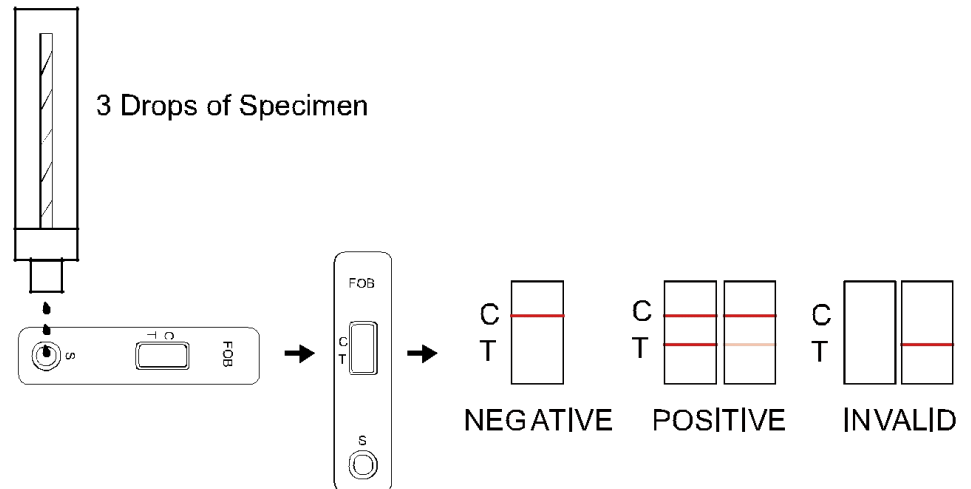 3 Drops of Specimen
S
C
T
FOB
FOB
C
T
S
C
T
NEGATIVE
C
T
POSITIVE
C
T
INVALID